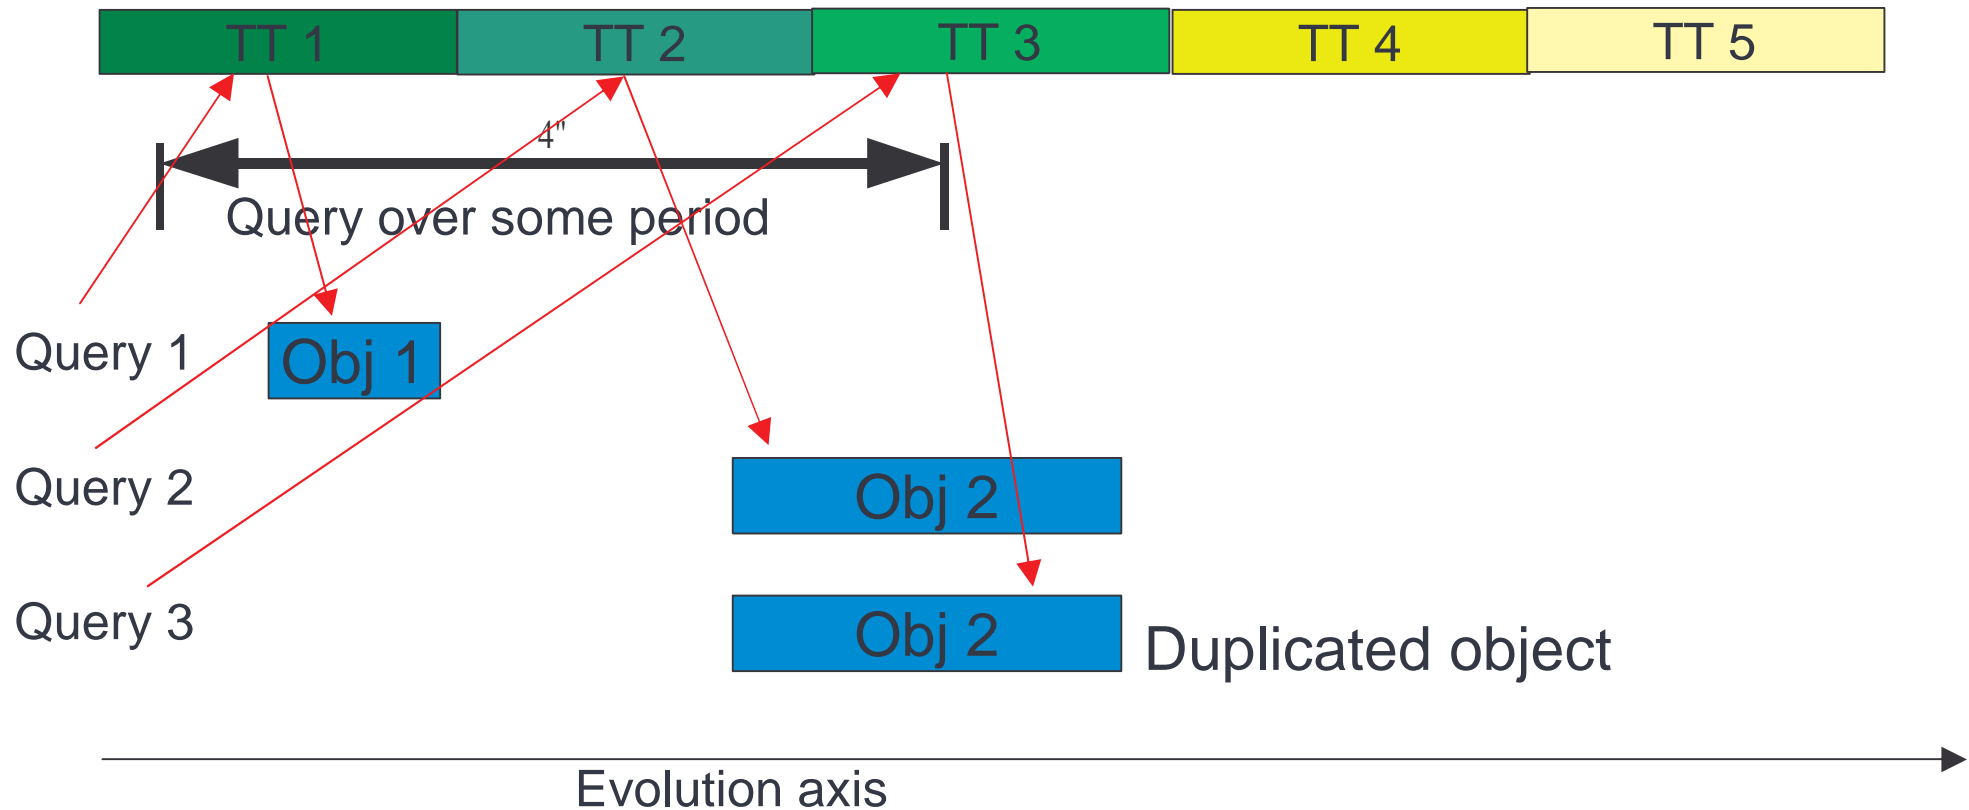 TT 1 TT 2 TT 3 TT 4 TT 5
4"
Query over some period
Query 1
Obj 1
Query 2
Obj 2
Query 3
Obj 2
Duplicated object
Evolution axis